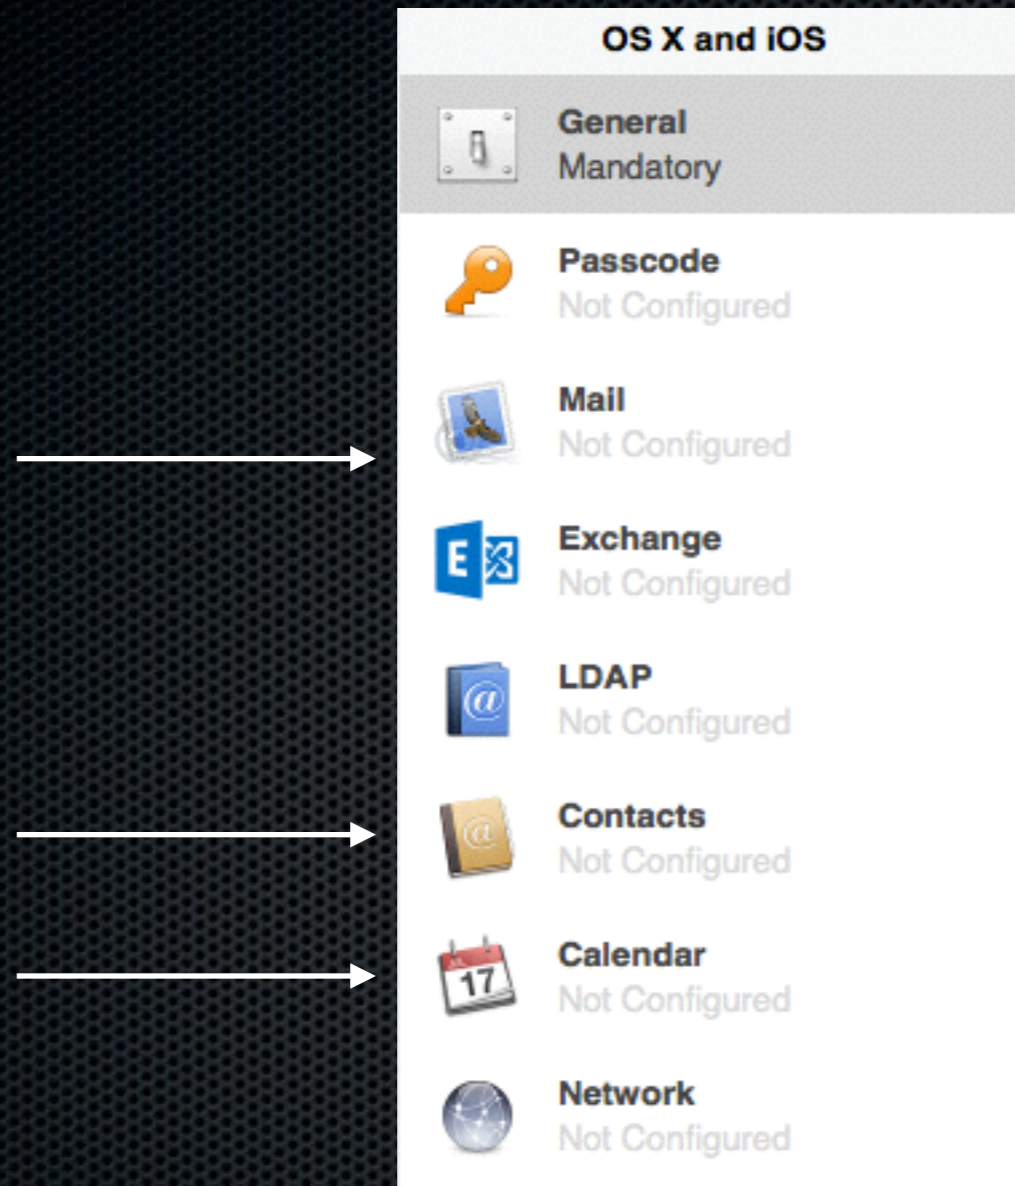 OS X and iOS
General
Mandatory
Passcode
Not Configured
Mail
Not Configured
E
Exchange
Not Configured
@
LDAP
Not Configured
@
Contacts
Not Configured
17
Calendar
Not Configured
Network
Not Configured